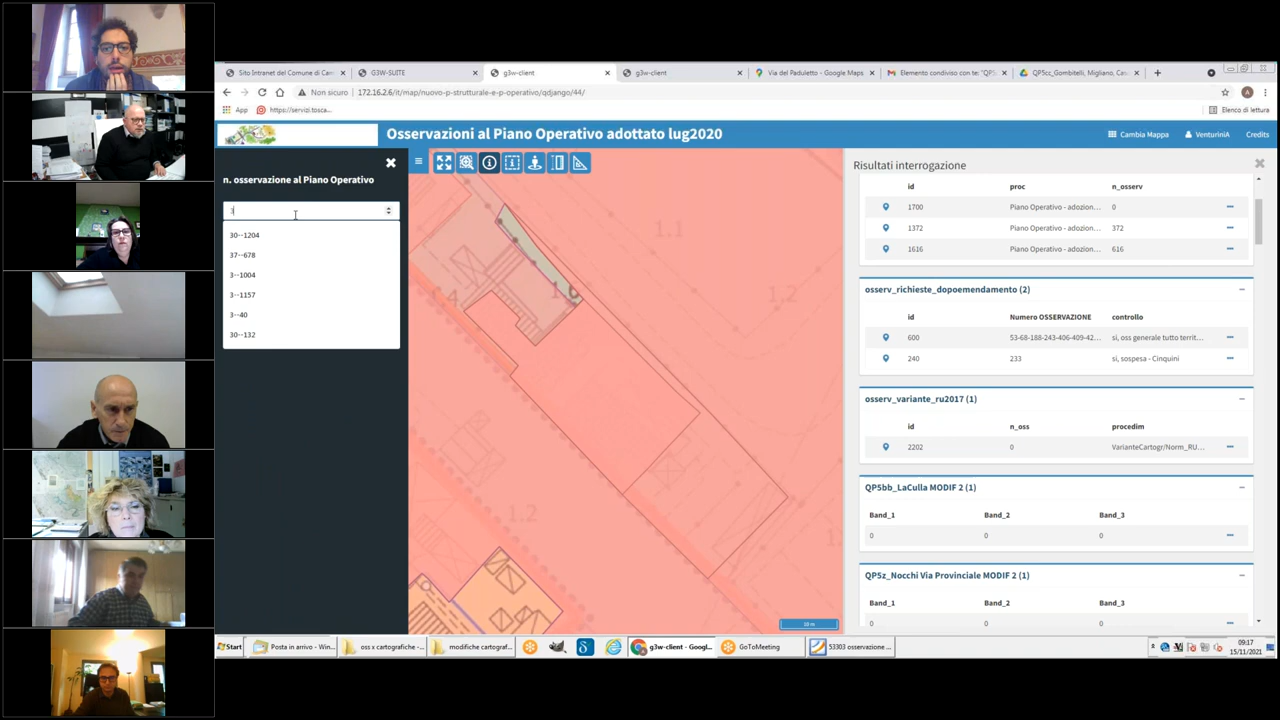 Sito Intranet del Comune di Cam
G3W-SUITE
g3w-client
g3w-client
Via del Paduletto - Google Maps
Elemento condiviso con te: "QP5
QP5cc_Gombitelli, Migliano, Cas
Non sicuro | 172.16.2.6/it/map/nuovo-p-strutturale-e-p-operativo/qdjango/44/
App
https://servizi.tosca...
Elenco di lettura
Osservazioni al Piano Operativo adottato lug2020
Cambia Mappa
VenturiniA
Credits
n. osservazione al Piano Operativo
3
30--1204
37--678
3--1004
3--1157
3--40
30--132
1.1
1.2
1.2
10 m
Risultati interrogazione
id proc n_osserv
1700 Piano Operativo - adozion... 0
1372 Piano Operativo - adozion... 372
1616 Piano Operativo - adozion... 616
osserv_richieste_dopoemendamento (2)
id Numero OSSERVAZIONE controllo
600 53-68-188-243-406-409-42... si, oss generale tutto territ...
240 233 si, sospesa - Cinquini
osserv_variante_ru2017 (1)
id n_oss procedim
2202 0 VarianteCartogr/Norm_RU...
QP5bb_LaCulla MODIF 2 (1)
Band_1 Band_2 Band_3
0 0 0
QP5z_Nocchi Via Provinciale MODIF 2 (1)
Band_1 Band_2 Band_3
0 0 0
Start
Posta in arrivo - Win...
oss x cartografiche -...
modifiche cartograf...
g3w-client - Googl...
GoToMeeting
53303 osservazione ...
09:17
15/11/2021